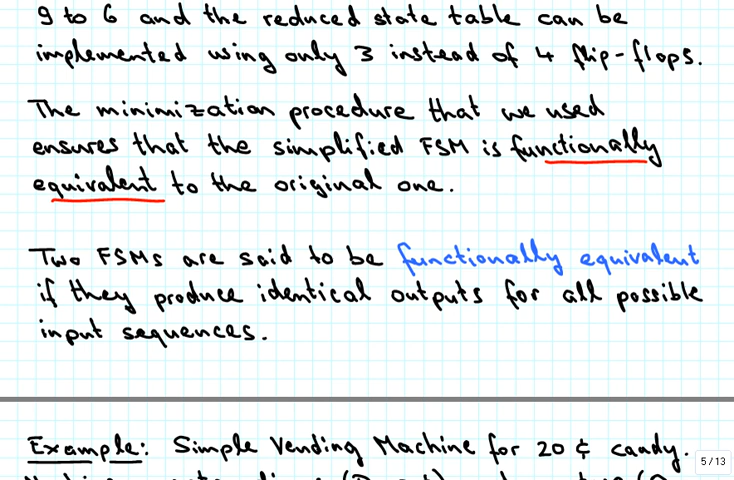 9 to 6 and the reduced state table can be
implemented using only 3 instead of 4 flip-flops.
The minimization procedure that we used
ensures that the simplified FSM is functionally
equivalent to the original one.
Two FSMs are said to be functionally equivalent
if they produce identical outputs for all possible
input sequences.
Example: Simple Vending Machine for 20 ¢ candy.
5/13